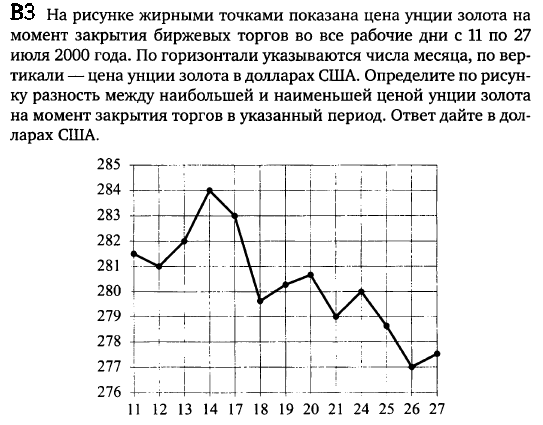 В3 На рисунке жирными точками показана цена унции золота на
момент закрытия биржевых торгов во все рабочие дни с 11 по 27
июля 2000 года. По горизонтали указываются числа месяца, по вер-
тикали — цена унции золота в долларах США. Определите по рисун-
ку разность между наибольшей и наименьшей ценой унции золота
на момент закрытия торгов в указанный период. Ответ дайте в дол-
ларах США.
285
284
283
282
281
280
279
278
277
276
11 12 13 14 17 18 19 20 21 24 25 26 27